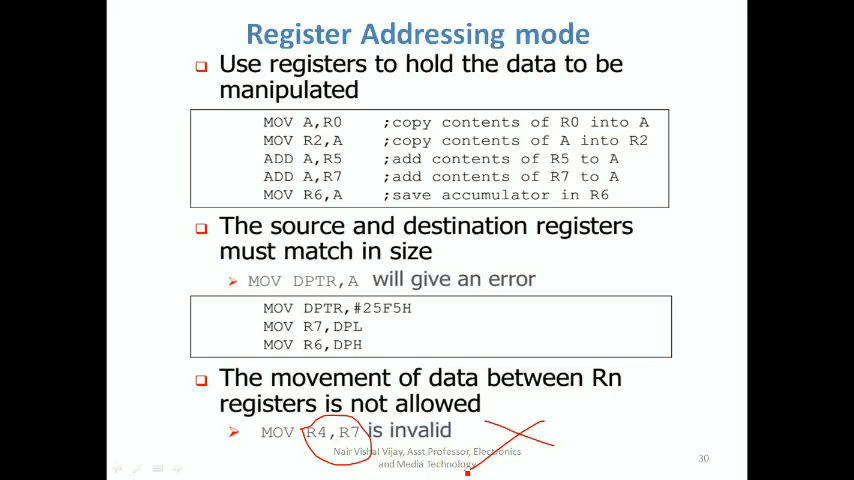 Register Addressing mode
Use registers to hold the data to be
manipulated
MOV A,R0 ;copy contents of R0 into A
MOV R2,A ;copy contents of A into R2
ADD A,R5 ;add contents of R5 to A
ADD A,R7 ;add contents of R7 to A
MOV R6,A ;save accumulator in R6
The source and destination registers
must match in size
MOV DPTR,A will give an error
MOV DPTR,#25F5H
MOV R7,DPL
MOV R6,DPH
The movement of data between Rn
registers is not allowed
MOV R4,R7 is invalid
Nair Vishal Vijay, Asst Professor, Electronics
and Media Technology
30